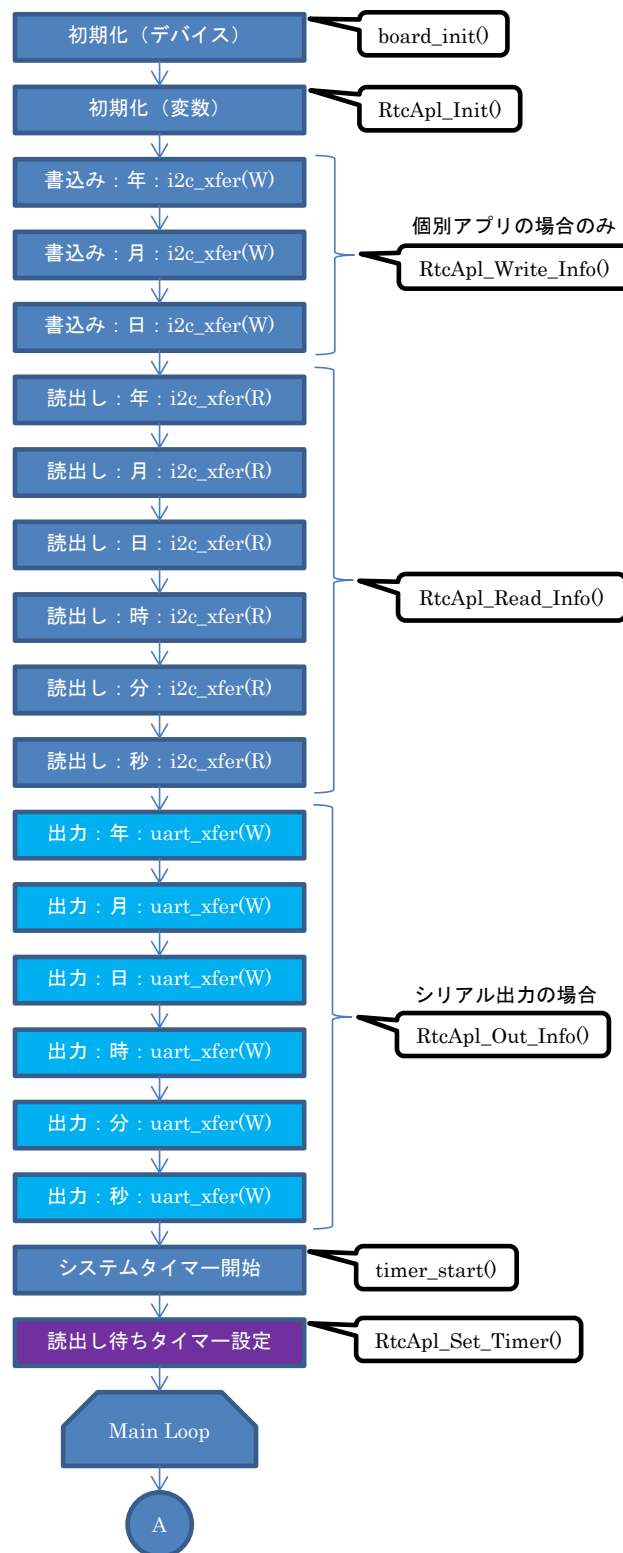 初期化（デバイス）
board_init()
初期化（変数）
RtcApl_Init()
書込み：年：i2c_xfer(W)
書込み：月：i2c_xfer(W)
書込み：日：i2c_xfer(W)
個別アプリの場合のみ
RtcApl_Write_Info()
読出し：年：i2c_xfer(R)
読出し：月：i2c_xfer(R)
読出し：日：i2c_xfer(R)
読出し：時：i2c_xfer(R)
読出し：分：i2c_xfer(R)
読出し：秒：i2c_xfer(R)
RtcApl_Read_Info()
出力：年：uart_xfer(W)
出力：月：uart_xfer(W)
出力：日：uart_xfer(W)
出力：時：uart_xfer(W)
出力：分：uart_xfer(W)
出力：秒：uart_xfer(W)
シリアル出力の場合
RtcApl_Out_Info()
システムタイマー開始
timer_start()
読出し待ちタイマー設定
RtcApl_Set_Timer()
Main Loop
A